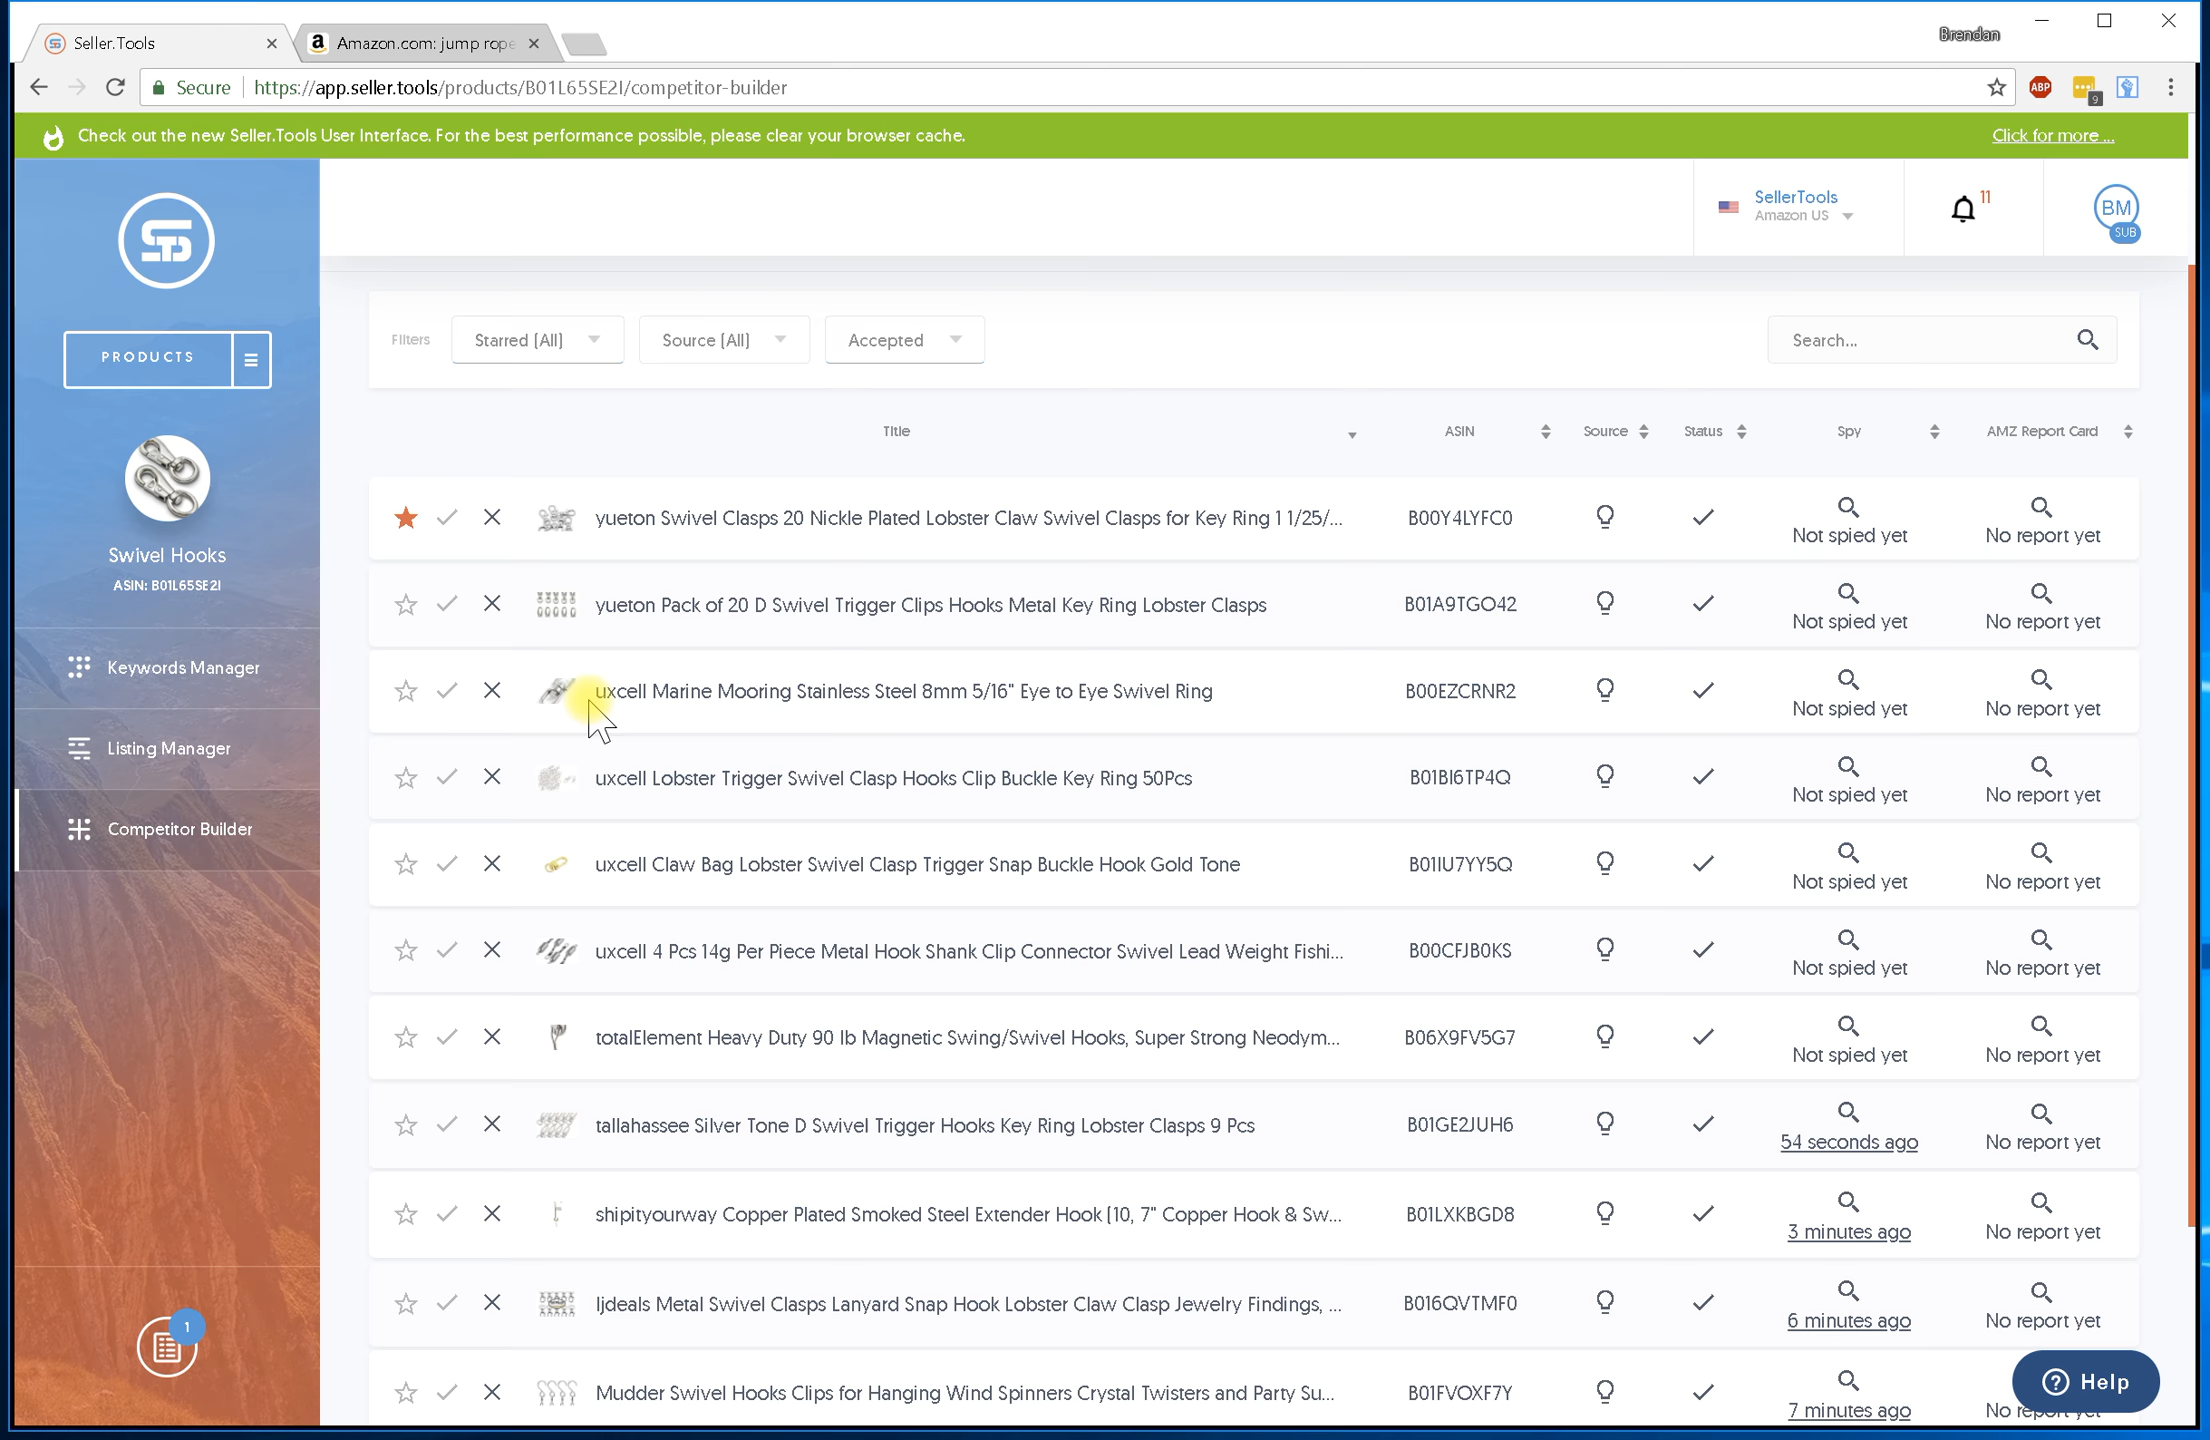 Brendan
Seller.Tools
Amazon.com: jump rope
Secure
https://app.seller.tools/products/B01L65SE2I/competitor-builder
ABP
9
Check out the new Seller.Tools User Interface. For the best performance possible, please clear your browser cache.
Click for more ...
SellerTools
Amazon US
11
BM
SUB
PRODUCTS
Swivel Hooks
ASIN: B01L65SE2I
Keywords Manager
Listing Manager
Competitor Builder
1
Filters
Starred [All]
Source [All]
Accepted
Search...
Title ASIN Source Status Spy AMZ Report Card
yueton Swivel Clasps 20 Nickle Plated Lobster Claw Swivel Clasps for Key Ring 1 1/25/... B00Y4LYFC0 Not spied yet No report yet
yueton Pack of 20 D Swivel Trigger Clips Hooks Metal Key Ring Lobster Clasps B01A9TGO42 Not spied yet No report yet
uxcell Marine Mooring Stainless Steel 8mm 5/16" Eye to Eye Swivel Ring B00EZCRNR2 Not spied yet No report yet
uxcell Lobster Trigger Swivel Clasp Hooks Clip Buckle Key Ring 50Pcs B01BI6TP4Q Not spied yet No report yet
uxcell Claw Bag Lobster Swivel Clasp Trigger Snap Buckle Hook Gold Tone B01IU7YY5Q Not spied yet No report yet
uxcell 4 Pcs 14g Per Piece Metal Hook Shank Clip Connector Swivel Lead Weight Fishi... B00CFJB0KS Not spied yet No report yet
totalElement Heavy Duty 90 lb Magnetic Swing/Swivel Hooks, Super Strong Neodym... B06X9FV5G7 Not spied yet No report yet
tallahassee Silver Tone D Swivel Trigger Hooks Key Ring Lobster Clasps 9 Pcs B01GE2JUH6 54 seconds ago No report yet
shipityourway Copper Plated Smoked Steel Extender Hook [10, 7" Copper Hook & Sw... B01LXKBGD8 3 minutes ago No report yet
ljdeals Metal Swivel Clasps Lanyard Snap Hook Lobster Claw Clasp Jewelry Findings, ... B016QVTMF0 6 minutes ago No report yet
Mudder Swivel Hooks Clips for Hanging Wind Spinners Crystal Twisters and Party Su... B01FVOXF7Y 7 minutes ago No report yet
Help